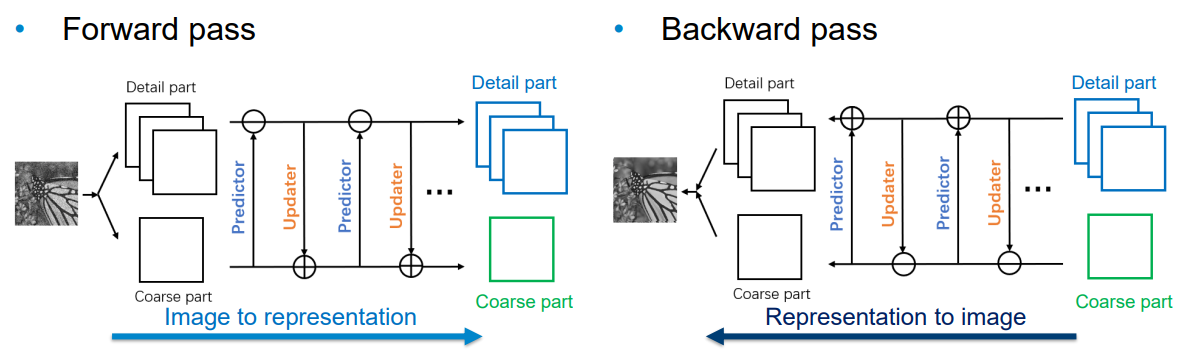 • Forward pass
Detail part
Detail part
Predictor
Updater
Predictor
Updater
...
Coarse part
Coarse part
Image to representation
• Backward pass
Detail part
Detail part
Predictor
Updater
Predictor
Updater
...
Coarse part
Coarse part
Representation to image